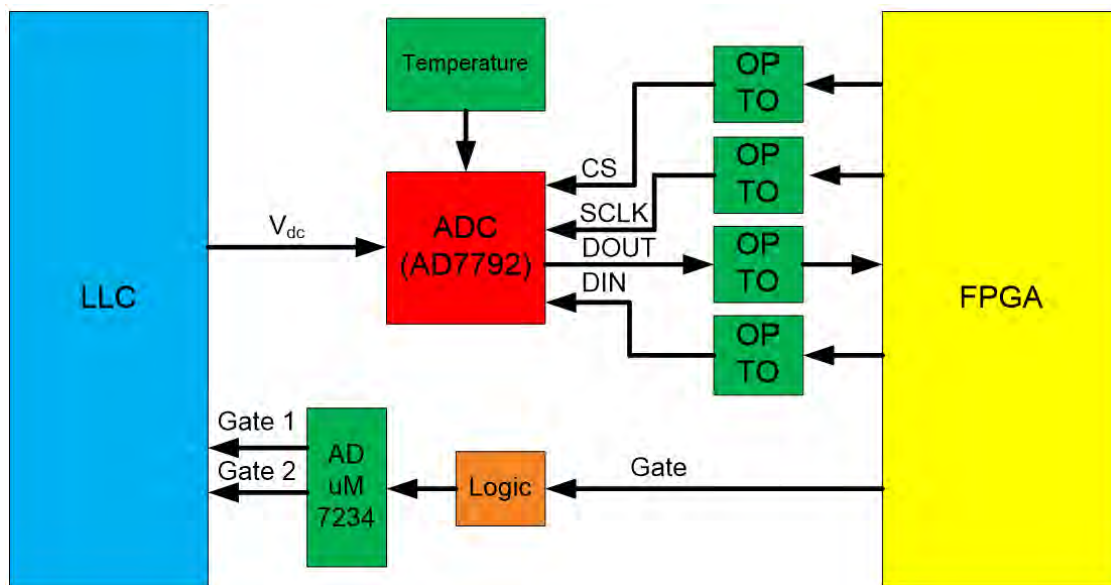 Temperature
OP
TO
CS
OP
TO
SCLK
V_dc
ADC
(AD7792)
DOUT
OP
TO
LLC
DIN
FPGA
OP
TO
Gate 1
AD
uM
7234
Gate 2
Logic
Gate